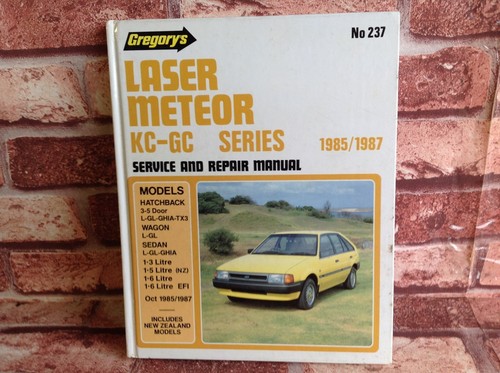 Gregory's
No 237
LASER
METEOR
KC-GC SERIES 1985/1987
SERVICE AND REPAIR MANUAL
MODELS
HATCHBACK
3-5 Door
L-GL-GHIA-TX3
WAGON
L-GL
SEDAN
L-GL-GHIA
1·3 Litre
1·5 Litre (NZ)
1·6 Litre
1·6 Litre EFI
Oct 1985/1987
INCLUDES
NEW ZEALAND
MODELS